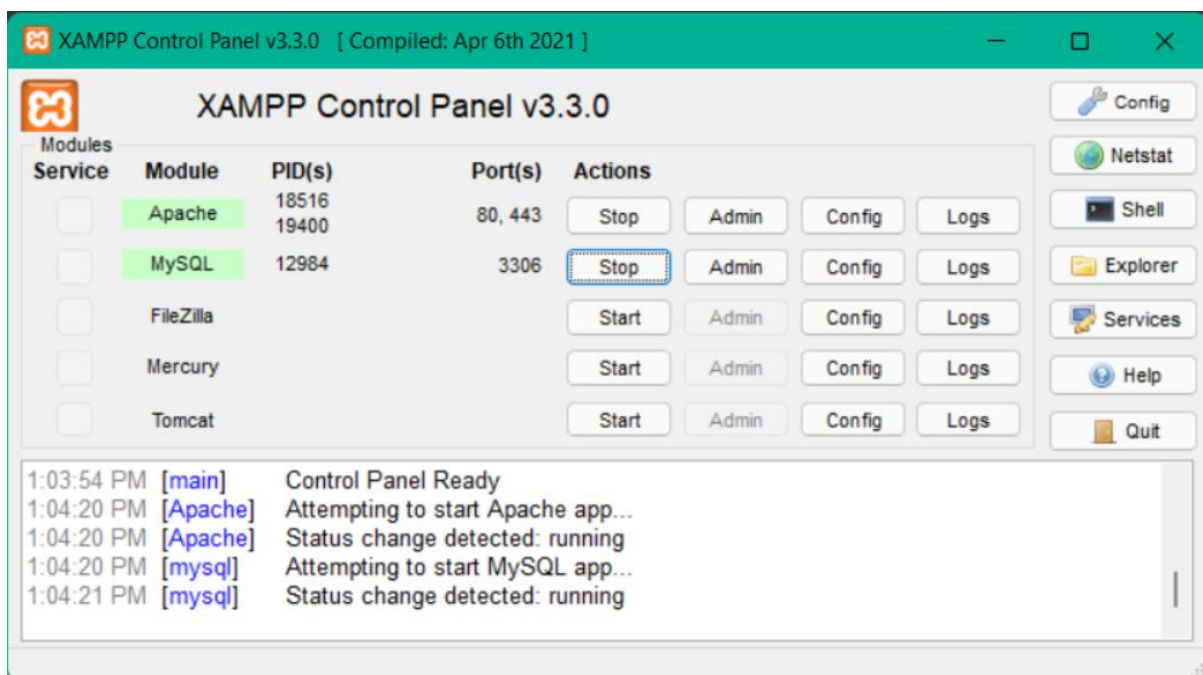 XAMPP Control Panel v3.3.0 [ Compiled: Apr 6th 2021 ]
XAMPP Control Panel v3.3.0
Config
Modules
Service Module PID(s) Port(s) Actions
Netstat
Apache 18516 19400 80, 443 Stop Admin Config Logs
Shell
MySQL 12984 3306 Stop Admin Config Logs
Explorer
FileZilla Start Admin Config Logs
Services
Mercury Start Admin Config Logs
Help
Tomcat Start Admin Config Logs
Quit
1:03:54 PM [main] Control Panel Ready
1:04:20 PM [Apache] Attempting to start Apache app...
1:04:20 PM [Apache] Status change detected: running
1:04:20 PM [mysql] Attempting to start MySQL app...
1:04:21 PM [mysql] Status change detected: running